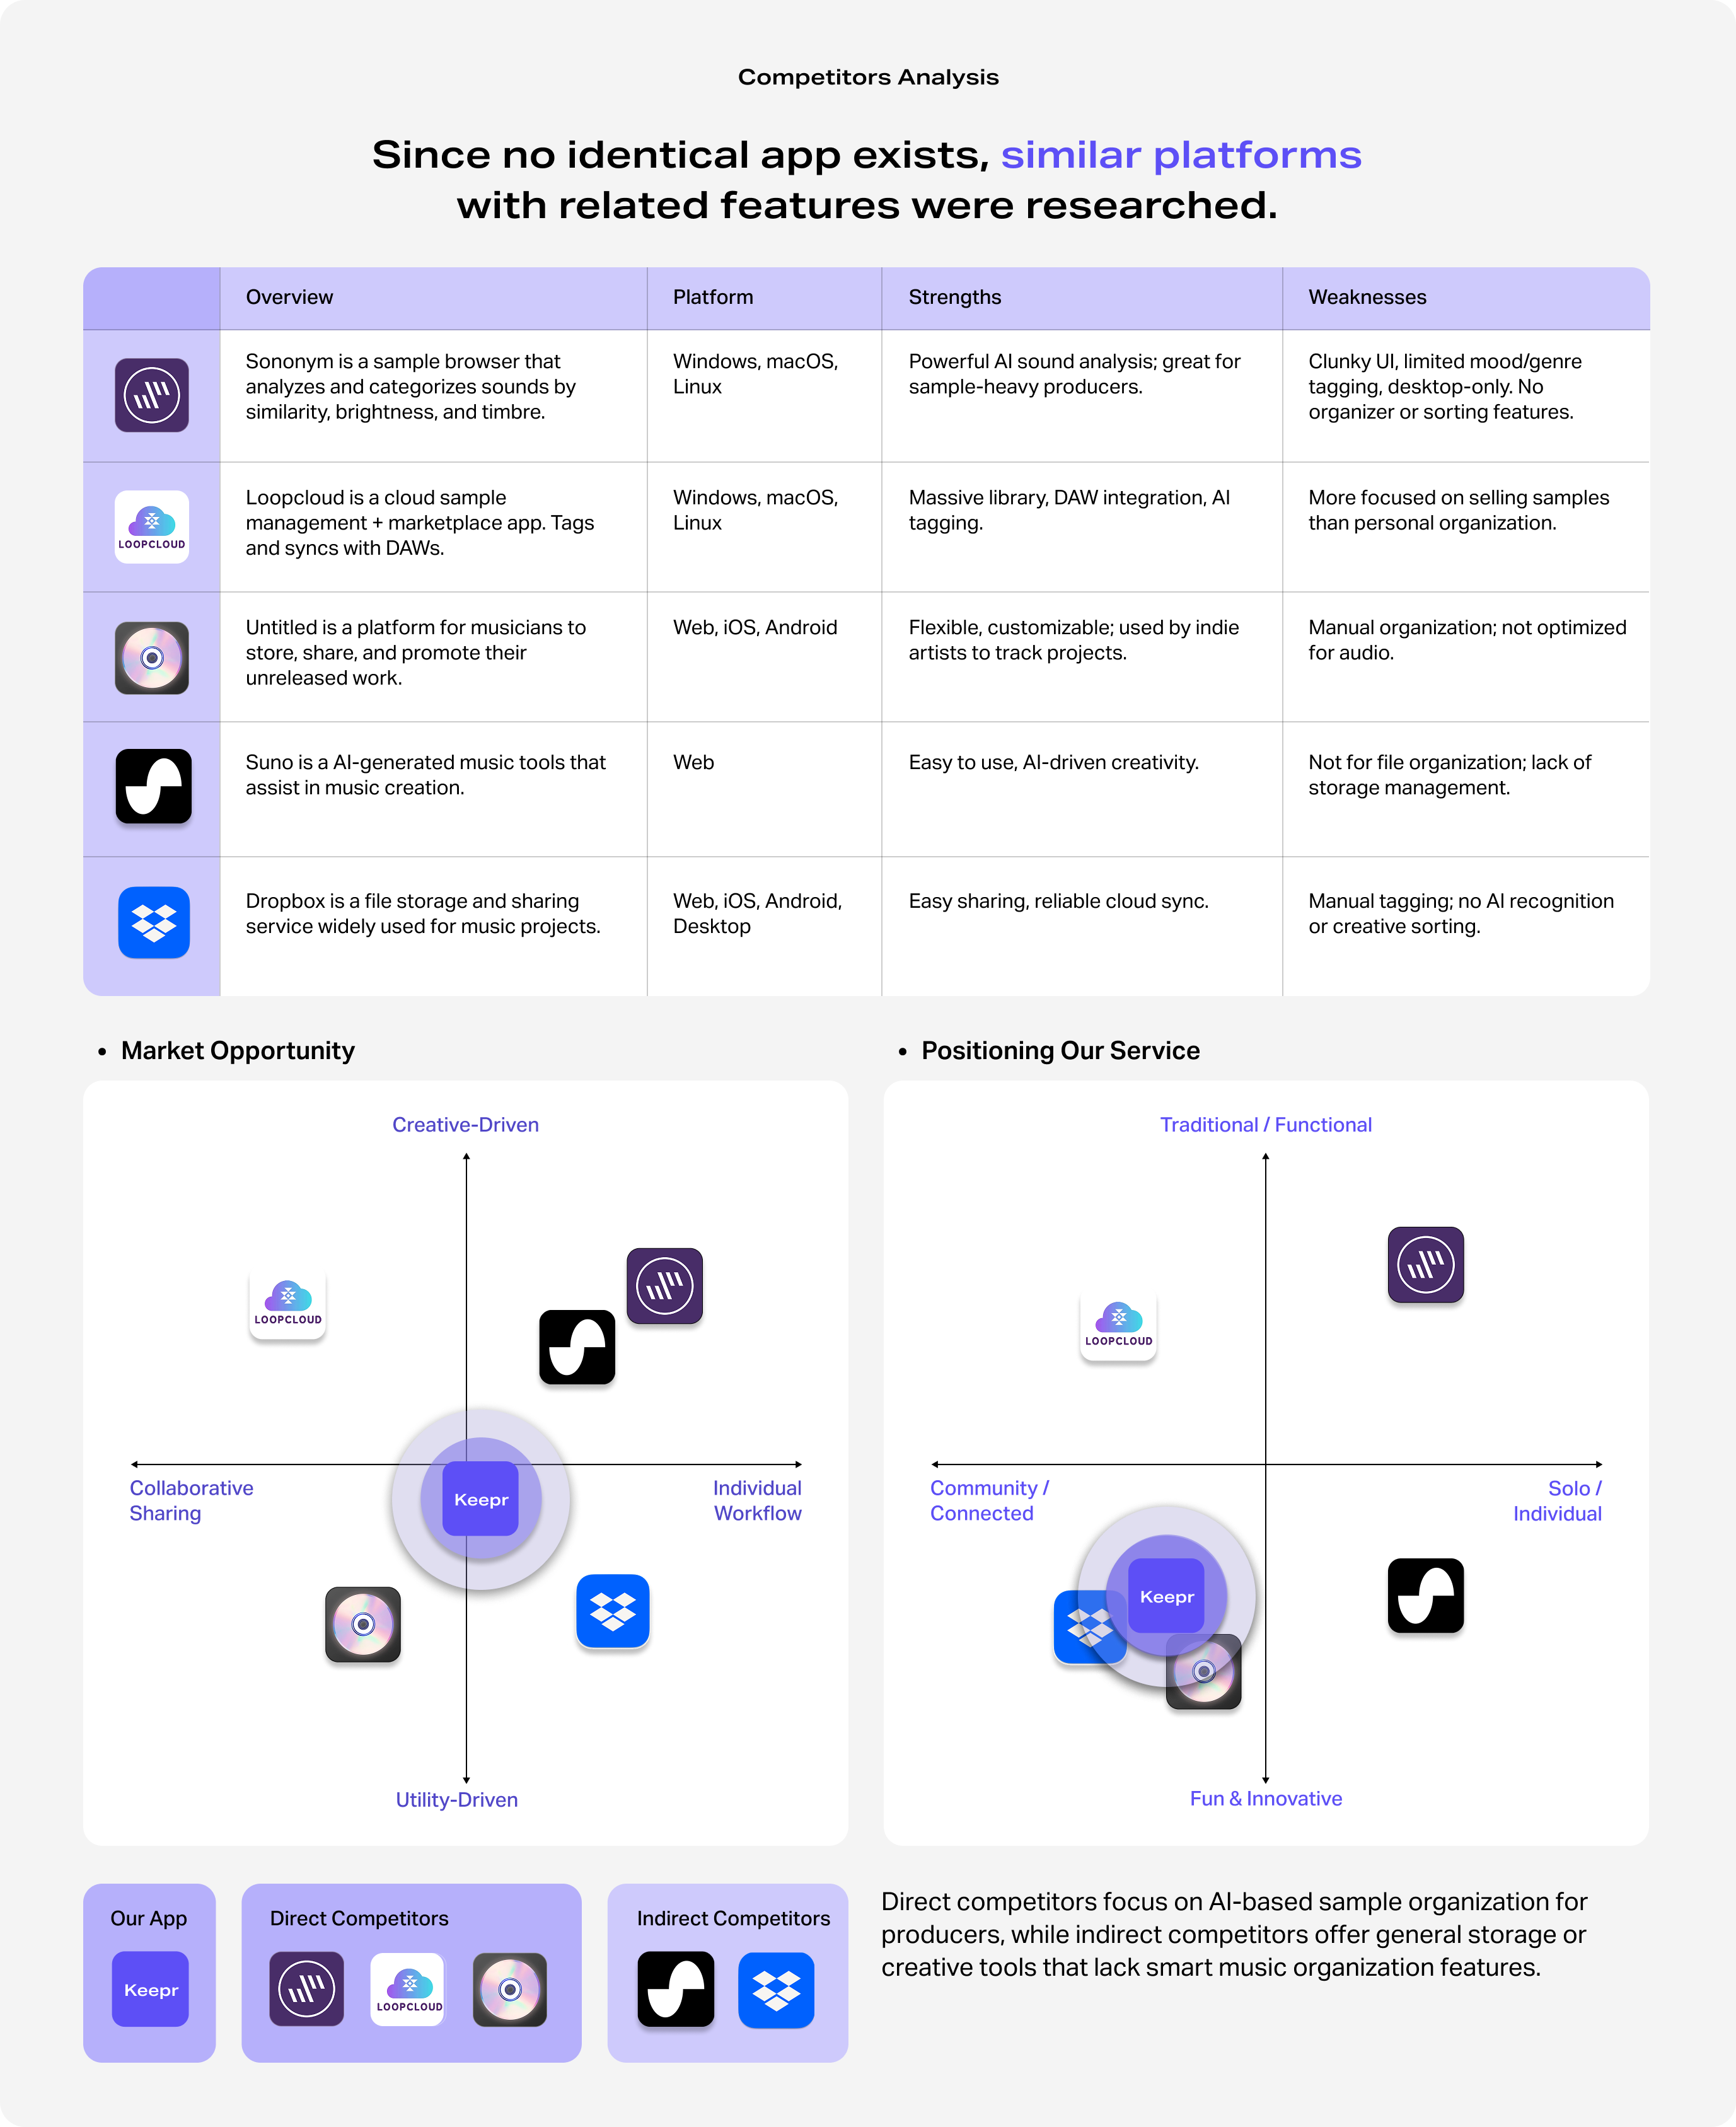 Competitors Analysis
Since no identical app exists, similar platforms
with related features were researched.
Overview
Platform
Strengths
Weaknesses
Sononym is a sample browser that
analyzes and categorizes sounds by
similarity, brightness, and timbre.
Windows, macOS,
Linux
Powerful AI sound analysis; great for
sample-heavy producers.
Clunky UI, limited mood/genre
tagging, desktop-only. No
organizer or sorting features.
LOOPCLOUD
Loopcloud is a cloud sample
management + marketplace app. Tags
and syncs with DAWs.
Windows, macOS,
Linux
Massive library, DAW integration, AI
tagging.
More focused on selling samples
than personal organization.
Untitled is a platform for musicians to
store, share, and promote their
unreleased work.
Web, iOS, Android
Flexible, customizable; used by indie
artists to track projects.
Manual organization; not optimized
for audio.
Suno is a AI-generated music tools that
assist in music creation.
Web
Easy to use, AI-driven creativity.
Not for file organization; lack of
storage management.
Dropbox is a file storage and sharing
service widely used for music projects.
Web, iOS, Android,
Desktop
Easy sharing, reliable cloud sync.
Manual tagging; no AI recognition
or creative sorting.
• Market Opportunity
Creative-Driven
LOOPCLOUD
Collaborative
Sharing
Individual
Workflow
Keepr
Utility-Driven
• Positioning Our Service
Traditional / Functional
LOOPCLOUD
Community /
Connected
Solo /
Individual
Keepr
Fun & Innovative
Our App
Keepr
Direct Competitors
LOOPCLOUD
Indirect Competitors
Direct competitors focus on AI-based sample organization for
producers, while indirect competitors offer general storage or
creative tools that lack smart music organization features.